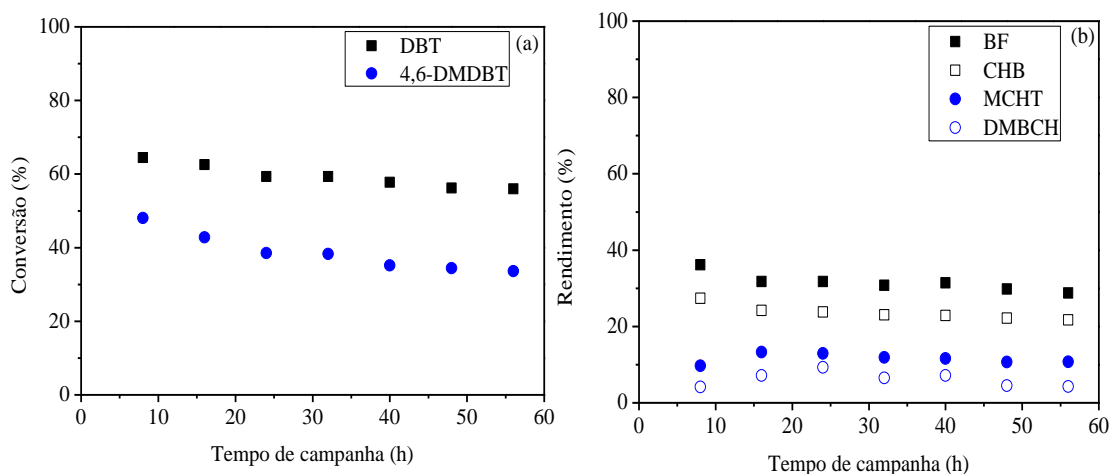 (a)
DBT
4,6-DMDBT
Conversão (%)
100
80
60
40
20
0
0 10 20 30 40 50 60
Tempo de campanha (h)
(b)
BF
CHB
MCHT
DMBCH
Rendimento (%)
100
80
60
40
20
0
0 10 20 30 40 50 60
Tempo de campanha (h)